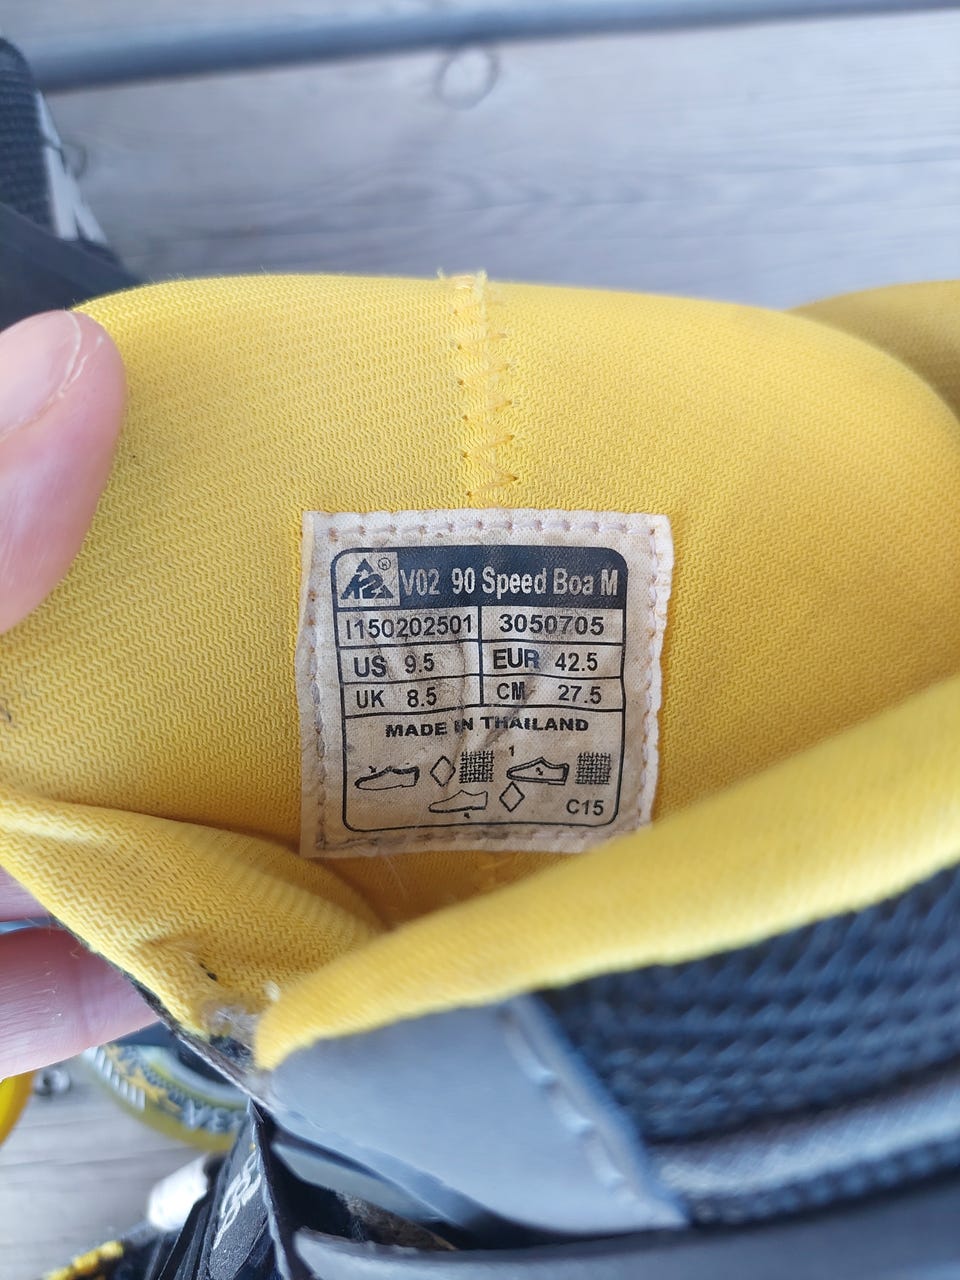 K2® V02 90 Speed Boa M
I150202501 3050705
US 9.5 EUR 42.5
UK 8.5 CM 27.5
MADE IN THAILAND
1
C15